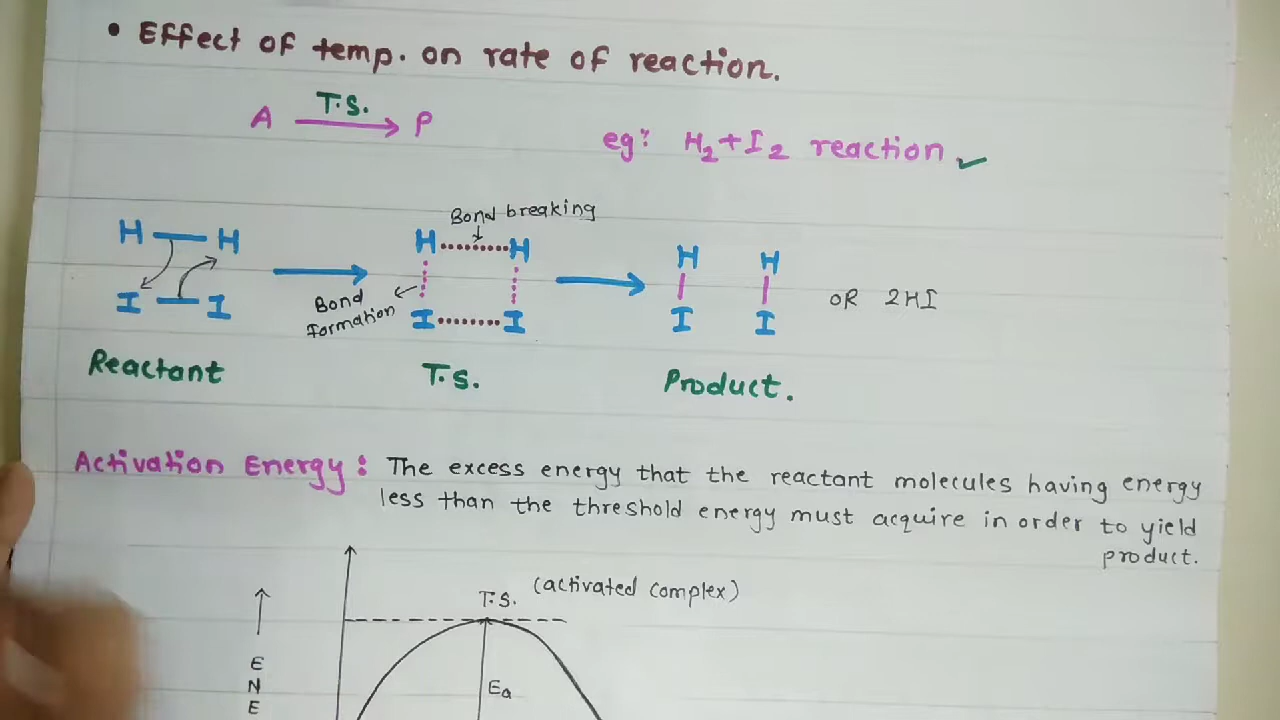 • Effect of temp. on rate of reaction.
A T.S. → P
eg: H2+I2 reaction ✓
Bond breaking
H — H → H........H → H H
Bond formation
I — I I........I I I OR 2HI
Reactant T.S. Product.
Activation Energy: The excess energy that the reactant molecules having energy
less than the threshold energy must acquire in order to yield
product.
T.S. (activated complex)
Ea
E
N
E